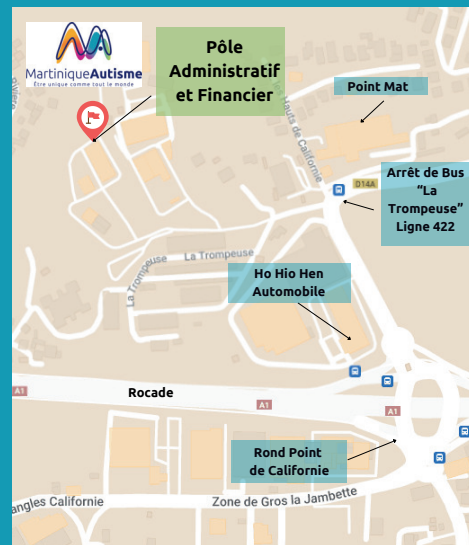 MartiniqueAutisme
Être unique comme tout le monde
Pôle
Administratif
et Financier
Point Mat
Hauts de Californie
D14A
Arrêt de Bus
“La
Trompeuse”
Ligne 422
La Trompeuse
La Trompeuse
Ho Hio Hen
Automobile
A1
Rocade
A1
A1
Rond Point
de Californie
angles Californie
Zone de Gros la Jambette